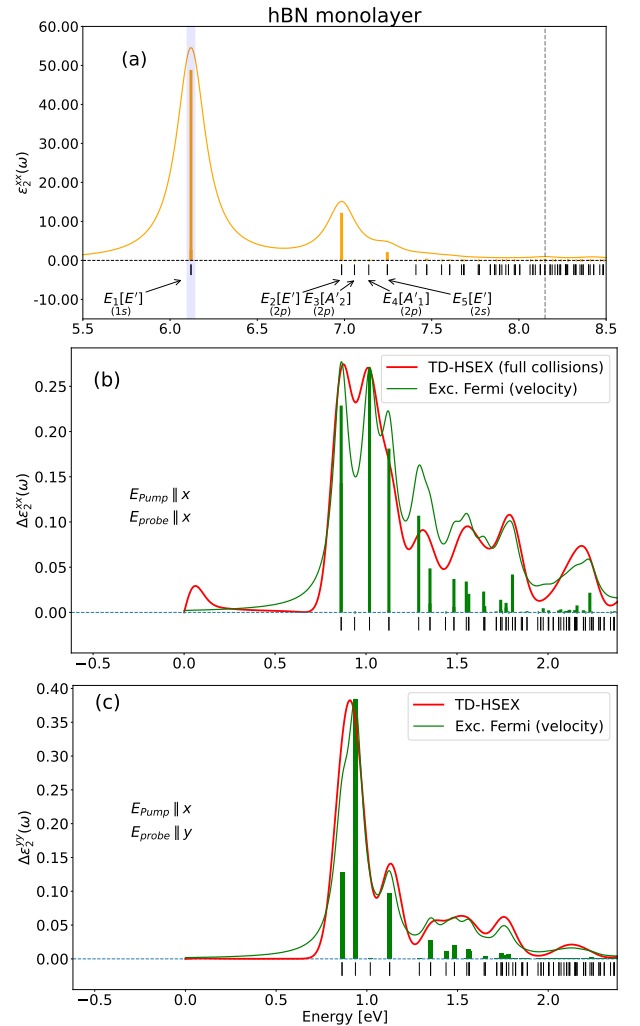 hBN monolayer
(a)
60.00
50.00
40.00
30.00
20.00
10.00
0.00
-10.00
ε₂ˣˣ(ω)
E₁[E′]
(1s)
E₂[E′]
(2p)
E₃[A′₂]
(2p)
E₄[A′₁]
(2p)
E₅[E′]
(2s)
5.5 6.0 6.5 7.0 7.5 8.0 8.5
(b)
TD-HSEX (full collisions)
Exc. Fermi (velocity)
0.25
0.20
0.15
0.10
0.05
0.00
Δε₂ˣˣ(ω)
E_Pump ∥ x
E_probe ∥ x
−0.5 0.0 0.5 1.0 1.5 2.0
(c)
TD-HSEX
Exc. Fermi (velocity)
0.40
0.35
0.30
0.25
0.20
0.15
0.10
0.05
0.00
Δε₂ʸʸ(ω)
E_Pump ∥ x
E_probe ∥ y
−0.5 0.0 0.5 1.0 1.5 2.0
Energy [eV]